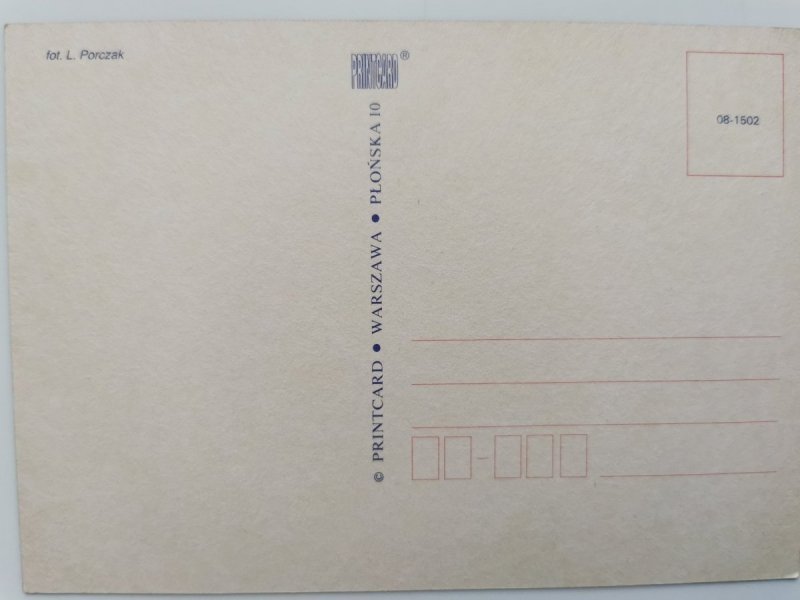 fot. L. Porczak
PRINTCARD®
© PRINTCARD • WARSZAWA • PŁOŃSKA 10
08-1502